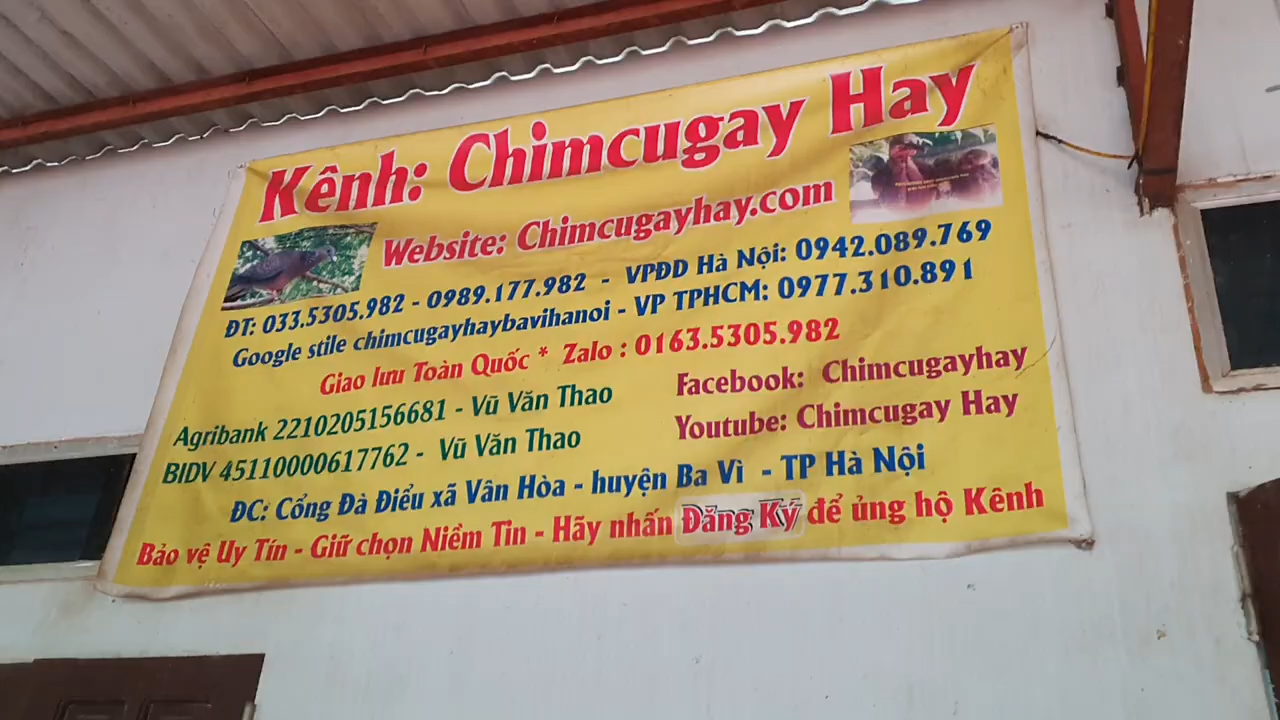 Kênh: Chimcugay Hay
Website: Chimcugayhay.com
ĐT: 033.5305.982 - 0989.177.982 - VPĐD Hà Nội: 0942.089.769
Google stile chimcugayhaybavihanoi - VP TPHCM: 0977.310.891
Giao lưu Toàn Quốc * Zalo : 0163.5305.982
Agribank 2210205156681 - Vũ Văn Thao
BIDV 45110000617762 - Vũ Văn Thao
Facebook: Chimcugayhay
Youtube: Chimcugay Hay
ĐC: Cổng Đà Điểu xã Vân Hòa - huyện Ba Vì - TP Hà Nội
Bảo vệ Uy Tín - Giữ chọn Niềm Tin - Hãy nhấn Đăng Ký để ủng hộ Kênh